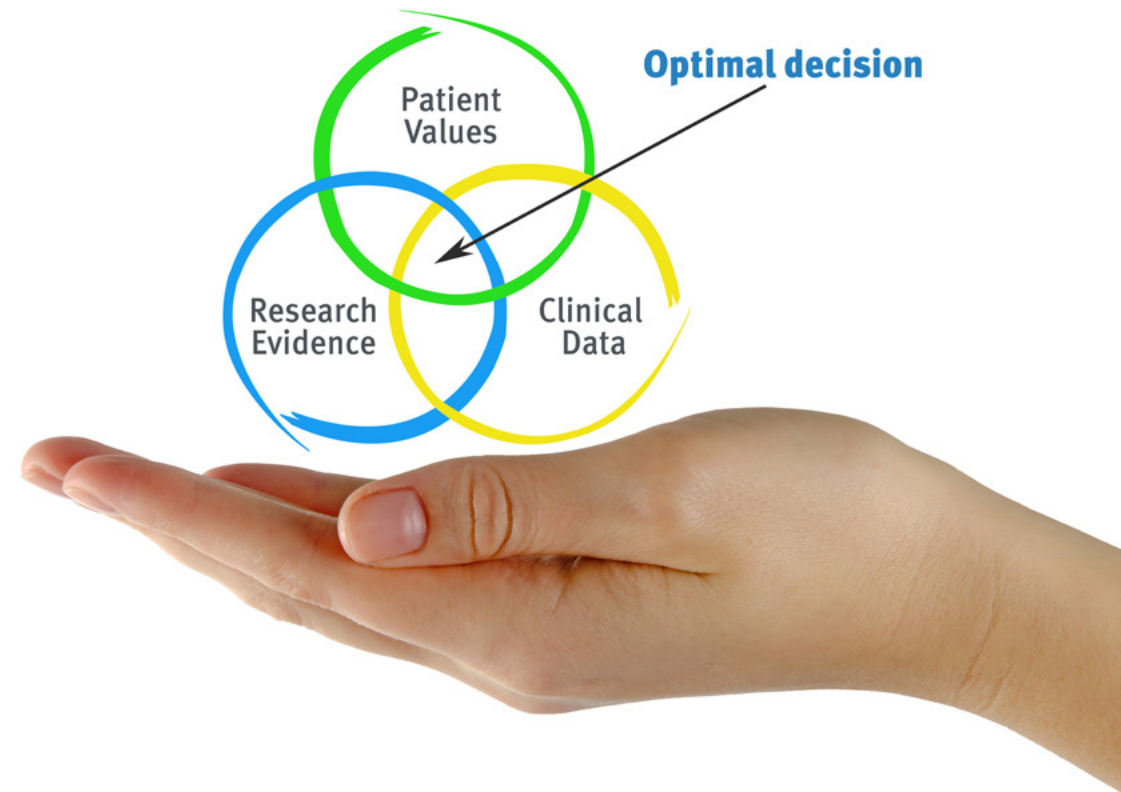 Optimal decision
Patient
Values
Research
Evidence
Clinical
Data